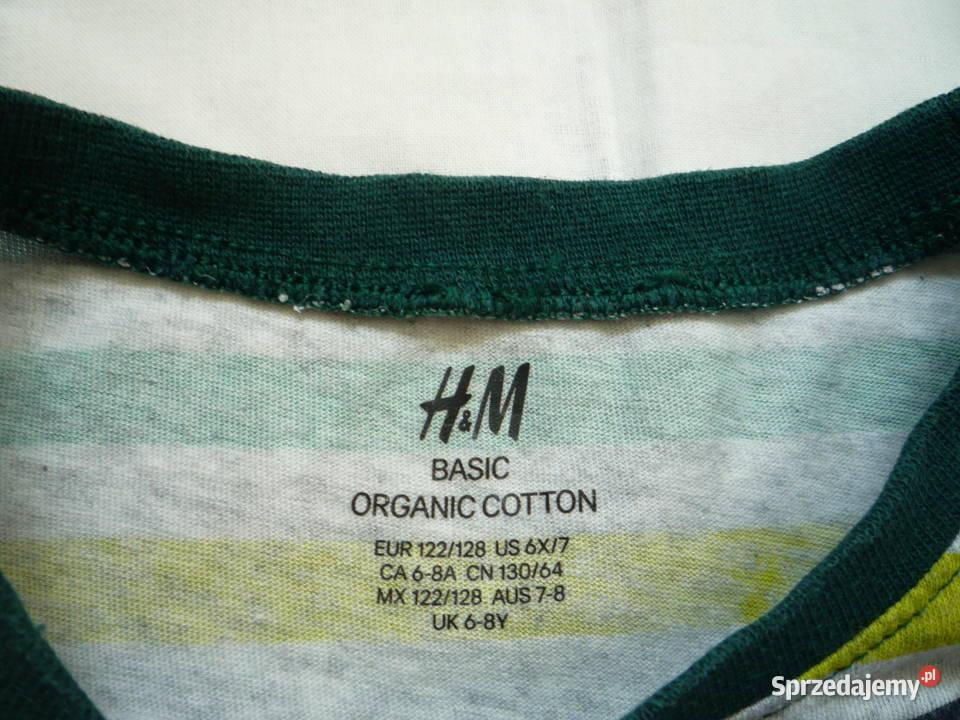 H&M
BASIC
ORGANIC COTTON
EUR 122/128 US 6X/7
CA 6-8A CN 130/64
MX 122/128 AUS 7-8
UK 6-8Y
Sprzedajemy.pl